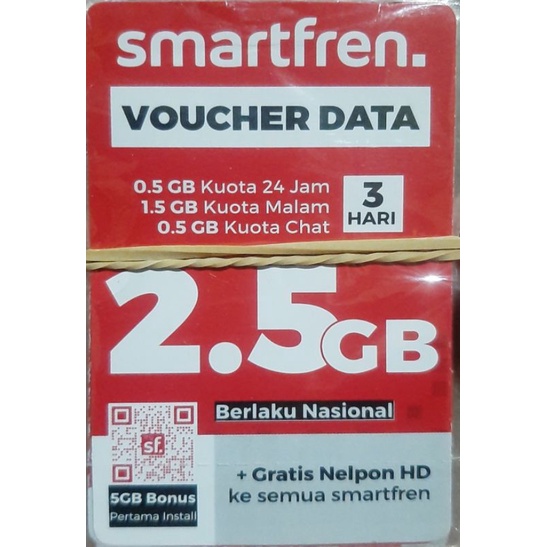 smartfren.
VOUCHER DATA
0.5 GB Kuota 24 Jam
1.5 GB Kuota Malam
0.5 GB Kuota Chat
3
HARI
2.5GB
Berlaku Nasional
sf.
5GB Bonus
Pertama Install
+ Gratis Nelpon HD
ke semua smartfren